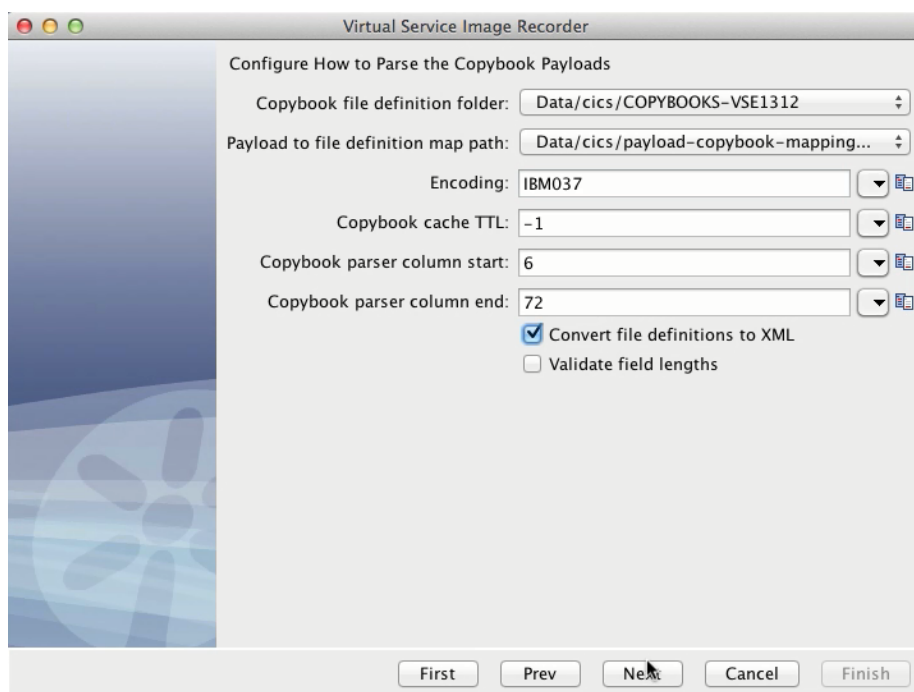 Virtual Service Image Recorder
Configure How to Parse the Copybook Payloads
Copybook file definition folder: Data/cics/COPYBOOKS-VSE1312
Payload to file definition map path: Data/cics/payload-copybook-mapping...
Encoding: IBM037
Copybook cache TTL: -1
Copybook parser column start: 6
Copybook parser column end: 72
Convert file definitions to XML
Validate field lengths
First Prev Next Cancel Finish